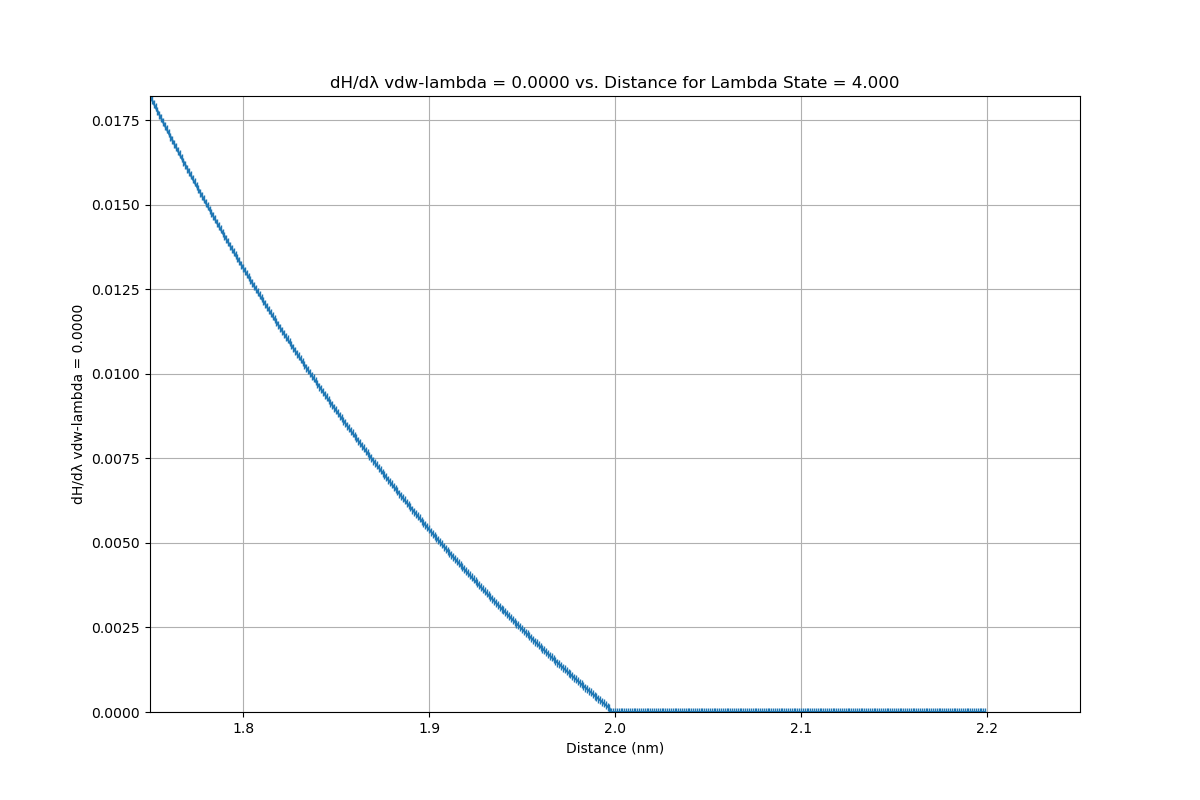 dH/dλ vdw-lambda = 0.0000 vs. Distance for Lambda State = 4.000
dH/dλ vdw-lambda = 0.0000
0.0175
0.0150
0.0125
0.0100
0.0075
0.0050
0.0025
0.0000
1.8 1.9 2.0 2.1 2.2
Distance (nm)